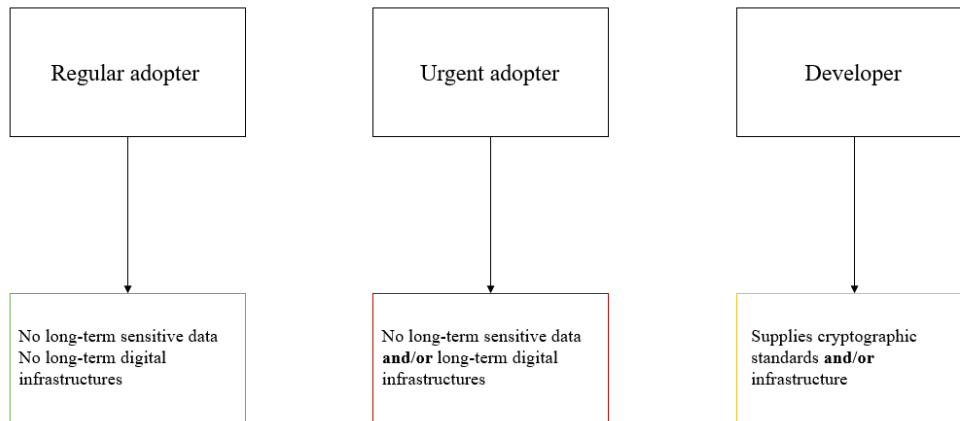 Regular adopter
Urgent adopter
Developer
No long-term sensitive data
No long-term digital
infrastructures
No long-term sensitive data
and/or long-term digital
infrastructures
Supplies cryptographic
standards and/or
infrastructure